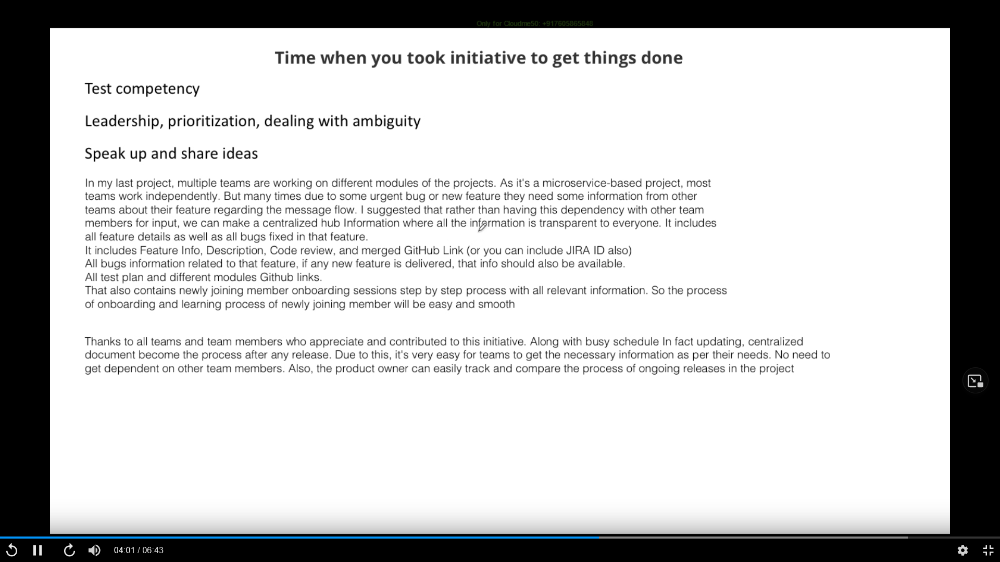 Only for Cloudme50: +917605865848
Time when you took initiative to get things done
Test competency
Leadership, prioritization, dealing with ambiguity
Speak up and share ideas
In my last project, multiple teams are working on different modules of the projects. As it's a microservice-based project, most
teams work independently. But many times due to some urgent bug or new feature they need some information from other
teams about their feature regarding the message flow. I suggested that rather than having this dependency with other team
members for input, we can make a centralized hub Information where all the information is transparent to everyone. It includes
all feature details as well as all bugs fixed in that feature.
It includes Feature Info, Description, Code review, and merged GitHub Link (or you can include JIRA ID also)
All bugs information related to that feature, if any new feature is delivered, that info should also be available.
All test plan and different modules Github links.
That also contains newly joining member onboarding sessions step by step process with all relevant information. So the process
of onboarding and learning process of newly joining member will be easy and smooth
Thanks to all teams and team members who appreciate and contributed to this initiative. Along with busy schedule In fact updating, centralized
document become the process after any release. Due to this, it's very easy for teams to get the necessary information as per their needs. No need to
get dependent on other team members. Also, the product owner can easily track and compare the process of ongoing releases in the project
04:01 / 06:43